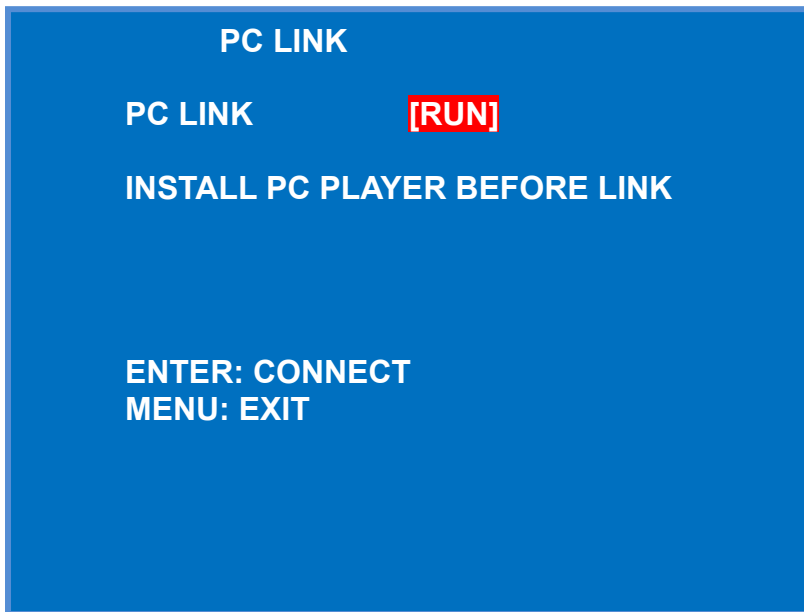 PC LINK
PC LINK [RUN]
INSTALL PC PLAYER BEFORE LINK
ENTER: CONNECT
MENU: EXIT